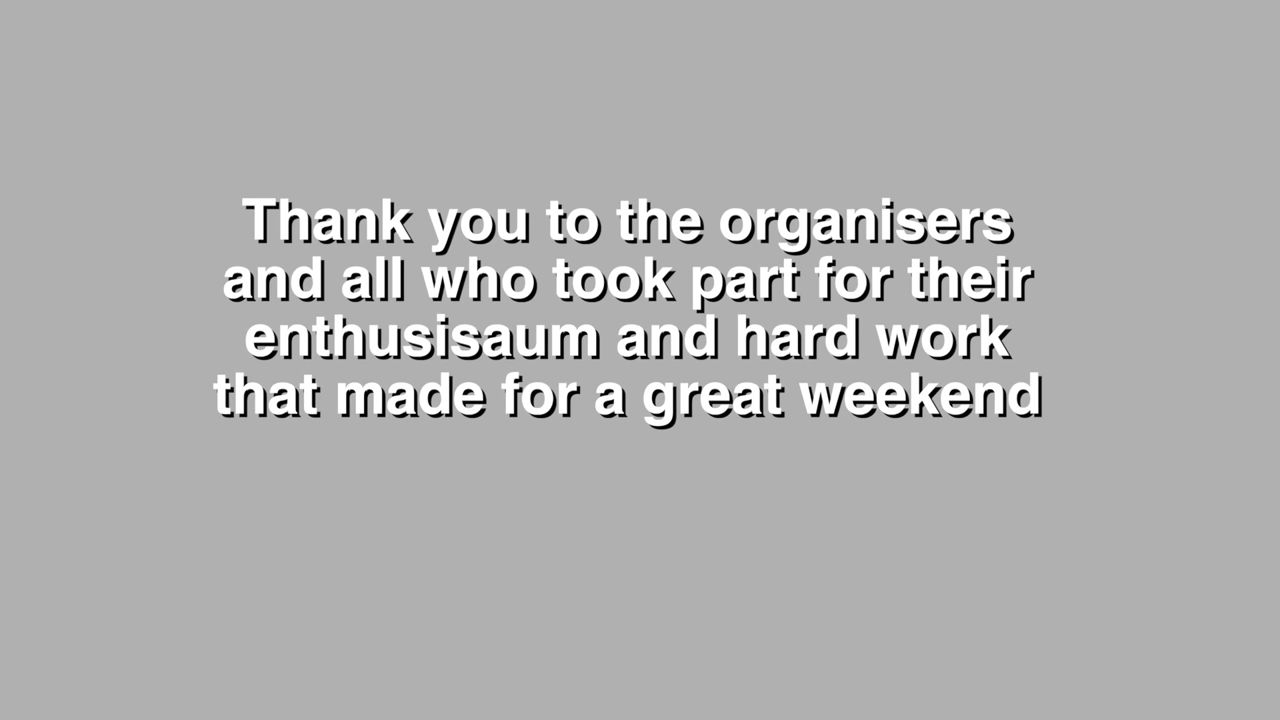 Thank you to the organisers
and all who took part for their
enthusisaum and hard work
that made for a great weekend